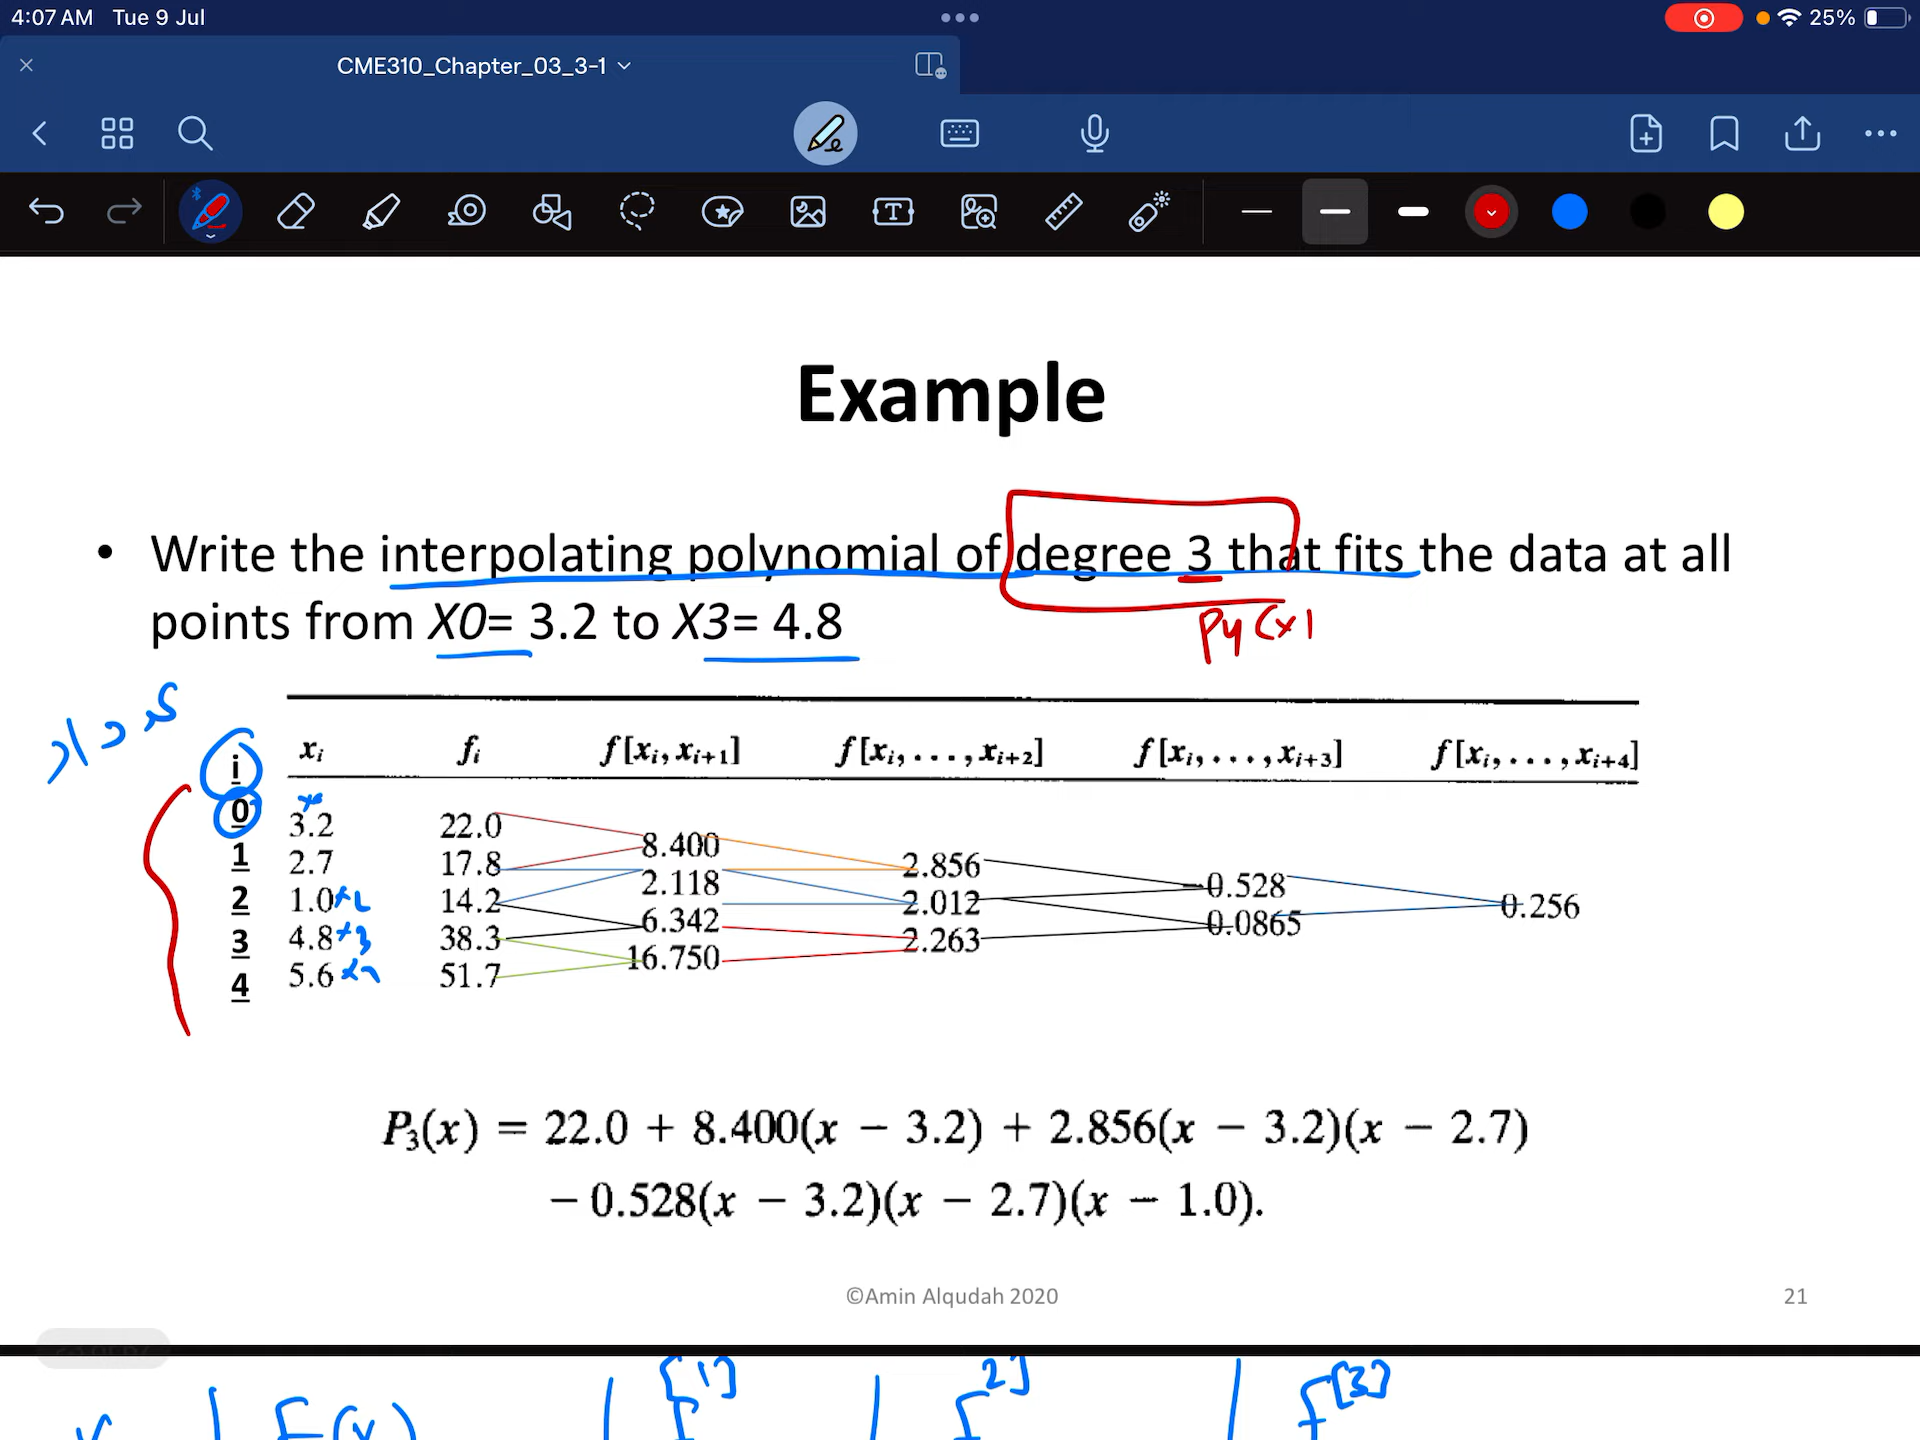 4:07 AM Tue 9 Jul
25%
CME310_Chapter_03_3-1
Example
• Write the interpolating polynomial of degree 3 that fits the data at all
points from X0= 3.2 to X3= 4.8
P4(x)
i xᵢ fᵢ f[xᵢ, xᵢ₊₁] f[xᵢ, . . . , xᵢ₊₂] f[xᵢ, . . . , xᵢ₊₃] f[xᵢ, . . . , xᵢ₊₄]
x0
0 3.2 22.0 8.400 2.856 -0.528 0.256
1 2.7 17.8 2.118 2.012 0.0865
2 1.0 x2 14.2 6.342 2.263
3 4.8 x3 38.3 16.750
4 5.6 51.7
P₃(x) = 22.0 + 8.400(x − 3.2) + 2.856(x − 3.2)(x − 2.7)
− 0.528(x − 3.2)(x − 2.7)(x − 1.0).
©Amin Alqudah 2020
21
x | F(x) | f[1] | f2] | f[3]